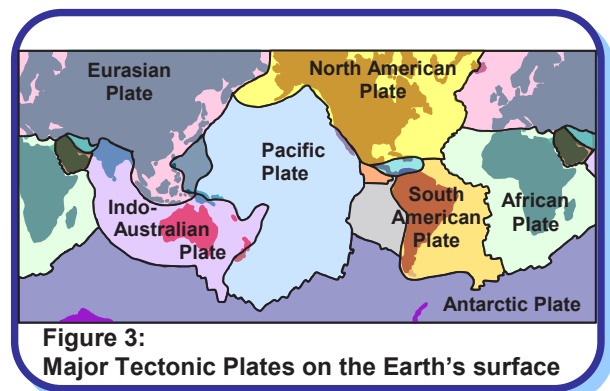 Eurasian
Plate
North American
Plate
Pacific
Plate
Indo-
Australian
Plate
South
American
Plate
African
Plate
Antarctic Plate
Figure 3:
Major Tectonic Plates on the Earth's surface